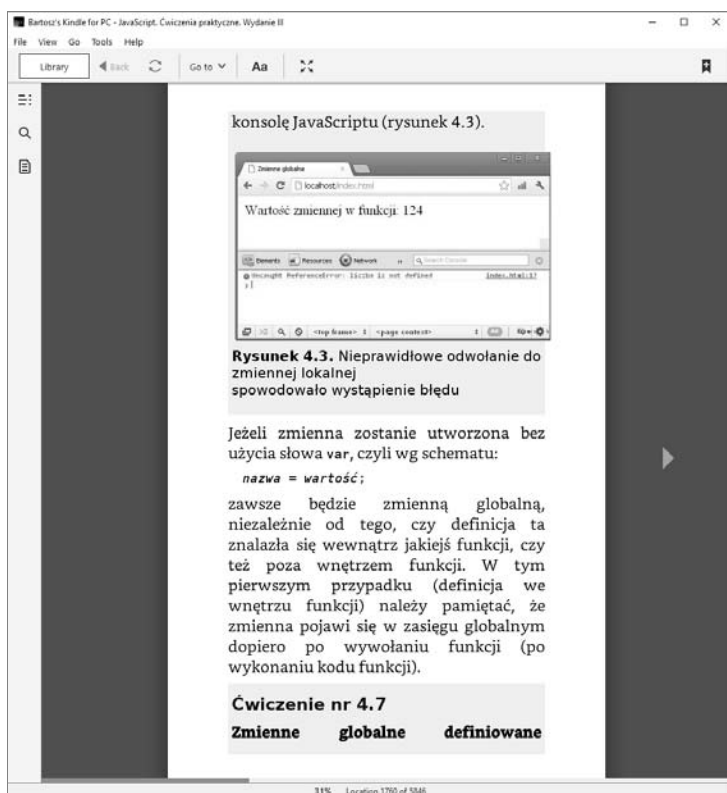 Bartosz's Kindle for PC - JavaScript. Ćwiczenia praktyczne. Wydanie III
File View Go Tools Help
Library Back Go to Aa
konsolę JavaScriptu (rysunek 4.3).
Zmienne globalne
localhost/index.html
Wartość zmiennej w funkcji: 124
Elements Resources Network » Search Console
Uncaught ReferenceError: liczba is not defined index.html:17
>
<top frame> <page context>
Rysunek 4.3. Nieprawidłowe odwołanie do
zmiennej lokalnej
spowodowało wystąpienie błędu
Jeżeli zmienna zostanie utworzona bez
użycia słowa var, czyli wg schematu:
nazwa = wartość;
zawsze będzie zmienną globalną,
niezależnie od tego, czy definicja ta
znalazła się wewnątrz jakiejś funkcji, czy
też poza wnętrzem funkcji. W tym
pierwszym przypadku (definicja we
wnętrzu funkcji) należy pamiętać, że
zmienna pojawi się w zasięgu globalnym
dopiero po wywołaniu funkcji (po
wykonaniu kodu funkcji).
Ćwiczenie nr 4.7
Zmienne globalne definiowane
31% Location 1760 of 5846